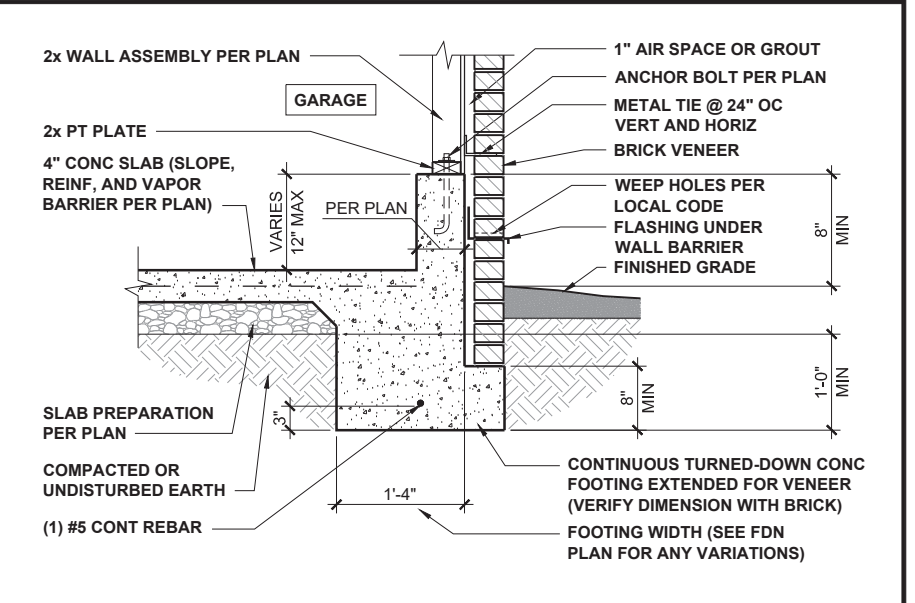 2x WALL ASSEMBLY PER PLAN
GARAGE
2x PT PLATE
4" CONC SLAB (SLOPE,
REINF, AND VAPOR
BARRIER PER PLAN)
VARIES
12" MAX
PER PLAN
1" AIR SPACE OR GROUT
ANCHOR BOLT PER PLAN
METAL TIE @ 24" OC
VERT AND HORIZ
BRICK VENEER
WEEP HOLES PER
LOCAL CODE
FLASHING UNDER
WALL BARRIER
FINISHED GRADE
8"
MIN
SLAB PREPARATION
PER PLAN
COMPACTED OR
UNDISTURBED EARTH
(1) #5 CONT REBAR
3"
1'-4"
8"
MIN
1'-0"
MIN
CONTINUOUS TURNED-DOWN CONC
FOOTING EXTENDED FOR VENEER
(VERIFY DIMENSION WITH BRICK)
FOOTING WIDTH (SEE FDN
PLAN FOR ANY VARIATIONS)